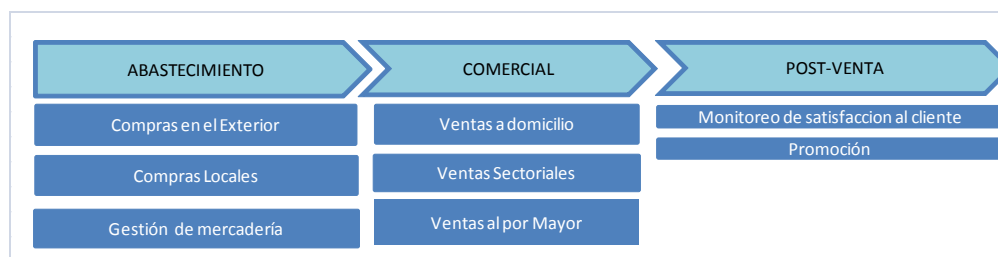 ABASTECIMIENTO
COMERCIAL
POST-VENTA
Compras en el Exterior
Compras Locales
Gestión de mercadería
Ventas a domicilio
Ventas Sectoriales
Ventas al por Mayor
Monitoreo de satisfaccion al cliente
Promoción